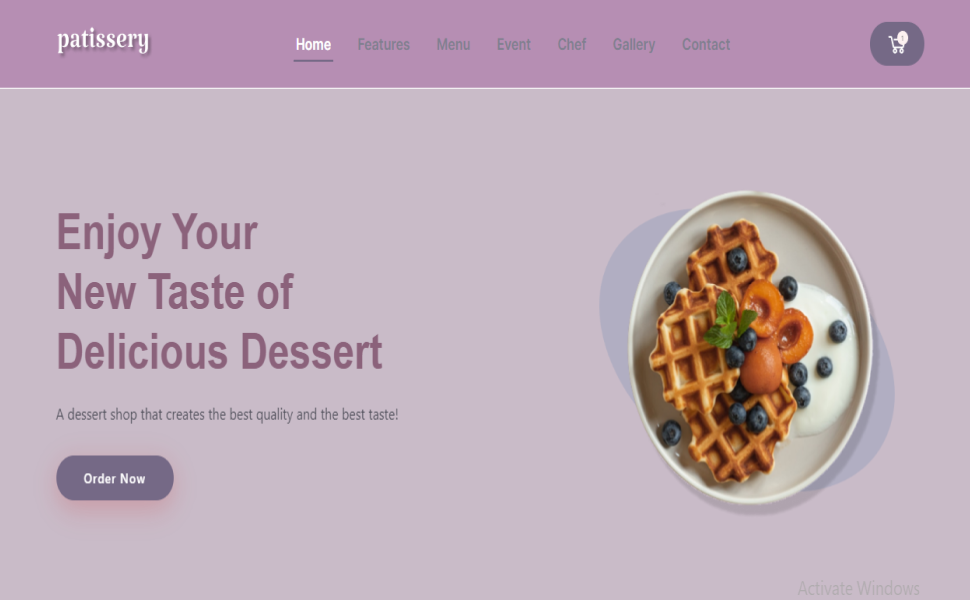 patissery
Home Features Menu Event Chef Gallery Contact
Enjoy Your
New Taste of
Delicious Dessert
A dessert shop that creates the best quality and the best taste!
Order Now
Activate Windows